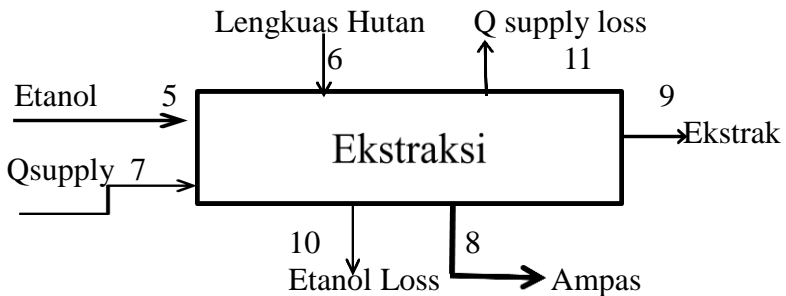 Lengkuas Hutan
Q supply loss
6
11
Etanol 5
9
Ekstraksi
Ekstrak
Qsupply 7
10
8
Etanol Loss
Ampas